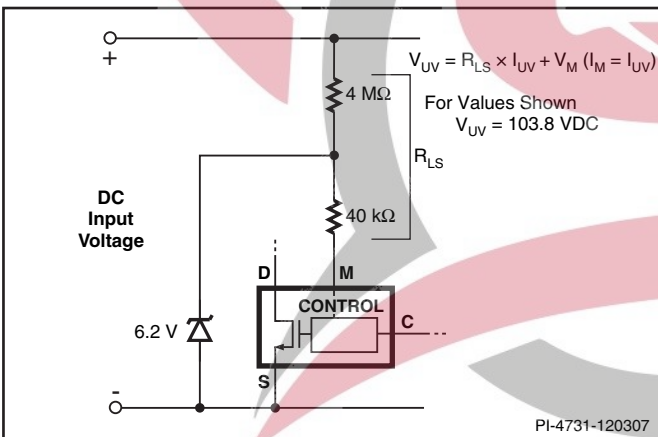 +
V_UV = R_LS × I_UV + V_M (I_M = I_UV)
4 MΩ
For Values Shown
V_UV = 103.8 VDC
R_LS
DC
Input
Voltage
40 kΩ
D
M
CONTROL
C
6.2 V
S
-
PI-4731-120307